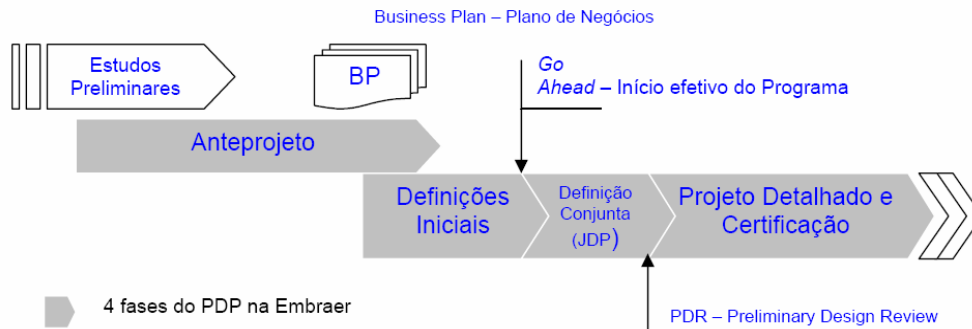 Business Plan – Plano de Negócios
Estudos
Preliminares
BP
Go
Ahead – Início efetivo do Programa
Anteprojeto
Definições
Iniciais
Definição
Conjunta
(JDP)
Projeto Detalhado e
Certificação
4 fases do PDP na Embraer
PDR – Preliminary Design Review